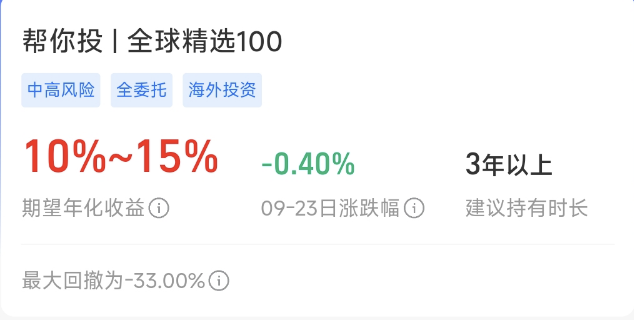 帮你投 | 全球精选100
中高风险 全委托 海外投资
10%~15% -0.40% 3年以上
期望年化收益 09-23日涨跌幅 建议持有时长
最大回撤为-33.00%